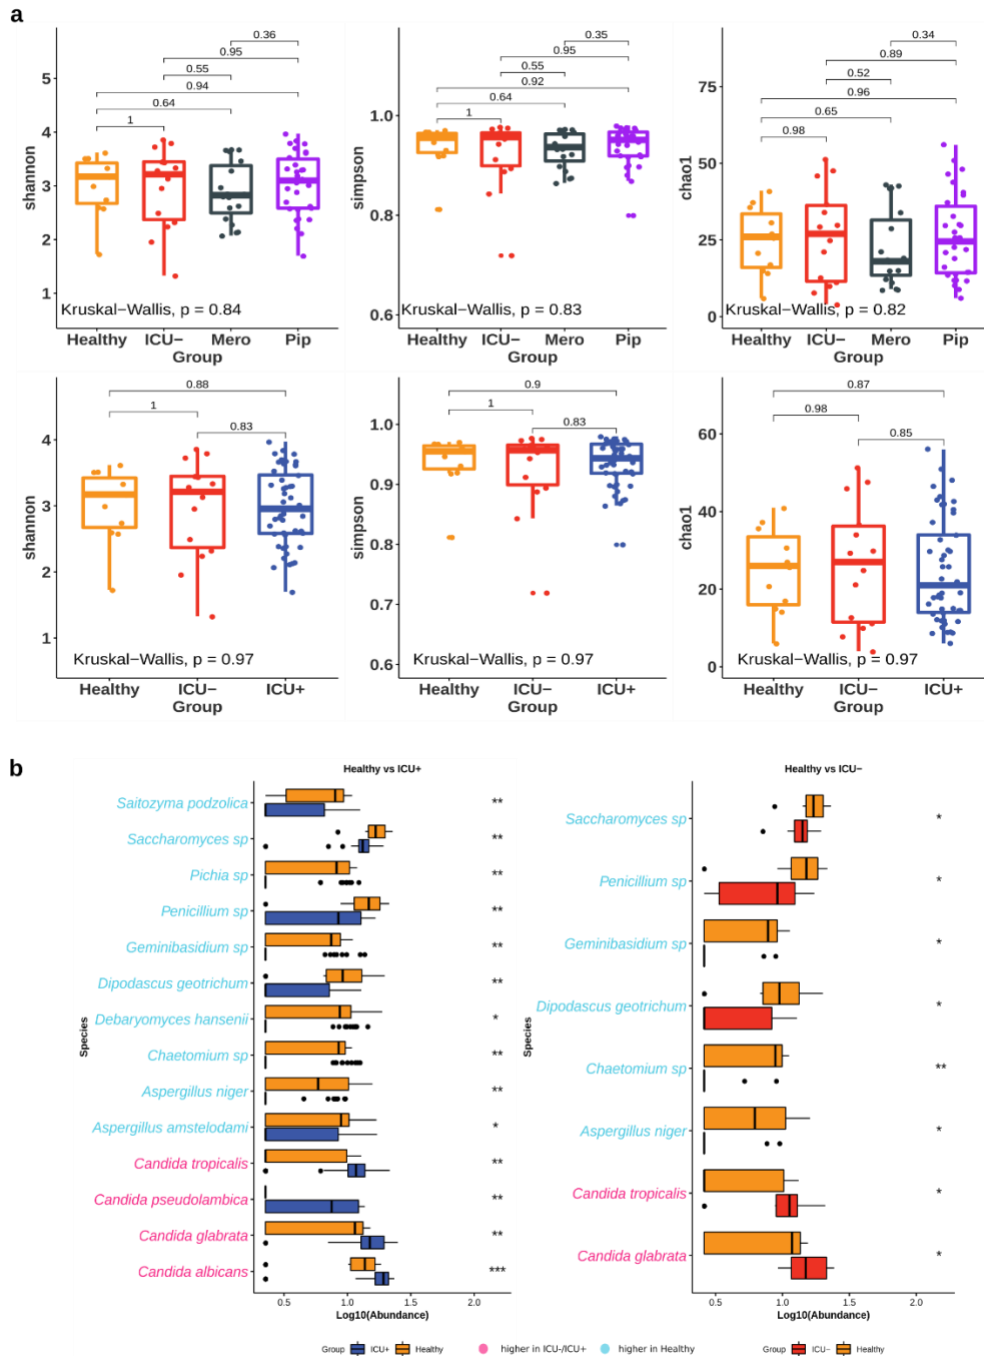 a
0.36
0.95
0.55
0.94
0.64
1
5
4
3
2
1
shannon
Kruskal−Wallis, p = 0.84
Healthy ICU− Mero Pip
Group
0.35
0.95
0.55
0.92
0.64
1
1.0
0.8
0.6
simpson
Kruskal−Wallis, p = 0.83
Healthy ICU− Mero Pip
Group
0.34
0.89
0.52
0.96
0.65
0.98
75
50
25
0
chao1
Kruskal−Wallis, p = 0.82
Healthy ICU− Mero Pip
Group
0.88
1
0.83
4
3
2
1
shannon
Kruskal−Wallis, p = 0.97
Healthy ICU− ICU+
Group
0.9
1
0.83
1.0
0.9
0.8
0.7
0.6
simpson
Kruskal−Wallis, p = 0.97
Healthy ICU− ICU+
Group
0.87
0.98
0.85
60
40
20
0
chao1
Kruskal−Wallis, p = 0.97
Healthy ICU− ICU+
Group
b
Healthy vs ICU+
Species
Saitozyma podzolica **
Saccharomyces sp **
Pichia sp **
Penicillium sp **
Geminibasidium sp **
Dipodascus geotrichum **
Debaryomyces hansenii *
Chaetomium sp **
Aspergillus niger **
Aspergillus amstelodami *
Candida tropicalis **
Candida pseudolambica **
Candida glabrata **
Candida albicans ***
0.5 1.0 1.5 2.0
Log10(Abundance)
Healthy vs ICU−
Species
Saccharomyces sp *
Penicillium sp *
Geminibasidium sp *
Dipodascus geotrichum *
Chaetomium sp **
Aspergillus niger *
Candida tropicalis *
Candida glabrata *
0.5 1.0 1.5 2.0
Log10(Abundance)
Group ICU+ Healthy higher in ICU-/ICU+ higher in Healthy Group ICU− Healthy